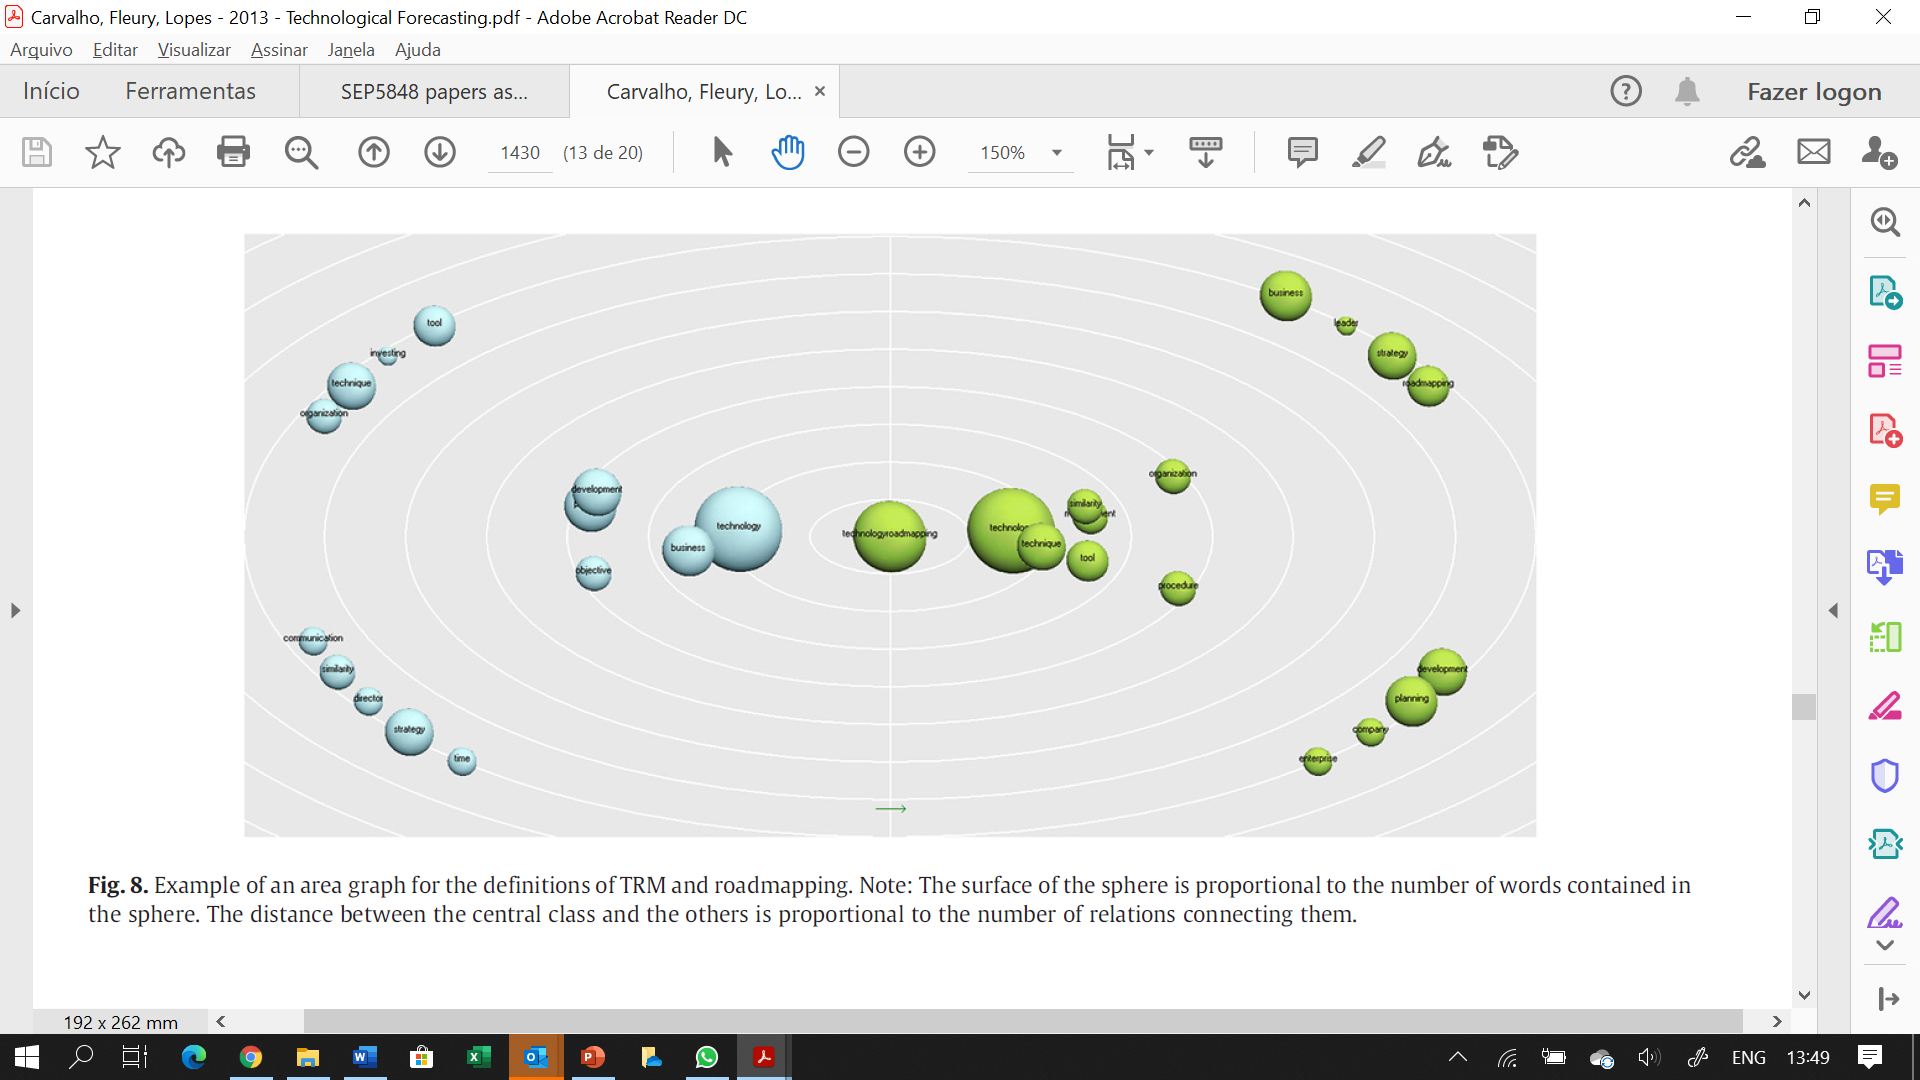 Carvalho, Fleury, Lopes - 2013 - Technological Forecasting.pdf - Adobe Acrobat Reader DC
Arquivo Editar Visualizar Assinar Janela Ajuda
Início Ferramentas SEP5848 papers as... Carvalho, Fleury, Lo... × Fazer logon
1430 (13 de 20) 150%
business
tool
leader
investing
strategy
technique
roadmapping
organization
organization
development
similarity
technology
technologyroadmapping
technique
business
tool
objective
procedure
communication
similarity
development
director
planning
strategy
company
time
enterprise
Fig. 8. Example of an area graph for the definitions of TRM and roadmapping. Note: The surface of the sphere is proportional to the number of words contained in
the sphere. The distance between the central class and the others is proportional to the number of relations connecting them.
192 x 262 mm
ENG 13:49